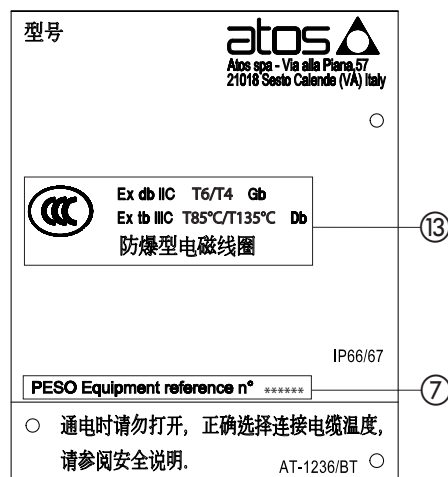 型号
atos
Atos spa - Via alla Piana,57
21018 Sesto Calende (VA) Italy
CCC
Ex db IIC T6/T4 Gb
Ex tb IIIC T85°C/T135°C Db
防爆型电磁线圈
⑬
IP66/67
PESO Equipment reference n° ******
⑦
通电时请勿打开, 正确选择连接电缆温度,
请参阅安全说明.
AT-1236/BT